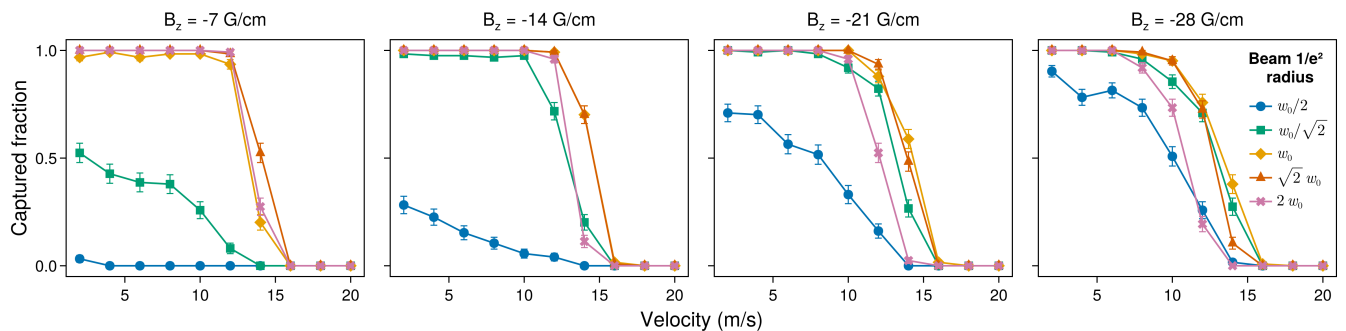 B_z = -7 G/cm
B_z = -14 G/cm
B_z = -21 G/cm
B_z = -28 G/cm
Captured fraction
1.0
0.5
0.0
5 10 15 20
5 10 15 20
5 10 15 20
5 10 15 20
Velocity (m/s)
Beam 1/e²
radius
w₀/2
w₀/√2
w₀
√2 w₀
2 w₀